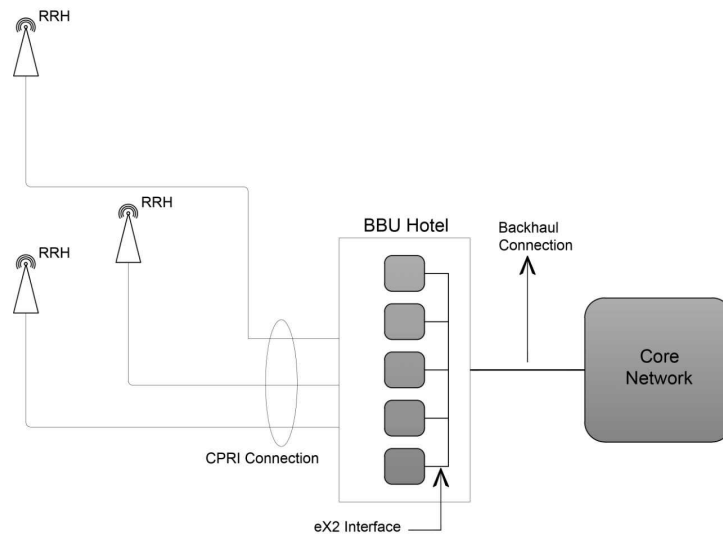 RRH
RRH
RRH
BBU Hotel
Backhaul
Connection
Core
Network
CPRI Connection
eX2 Interface